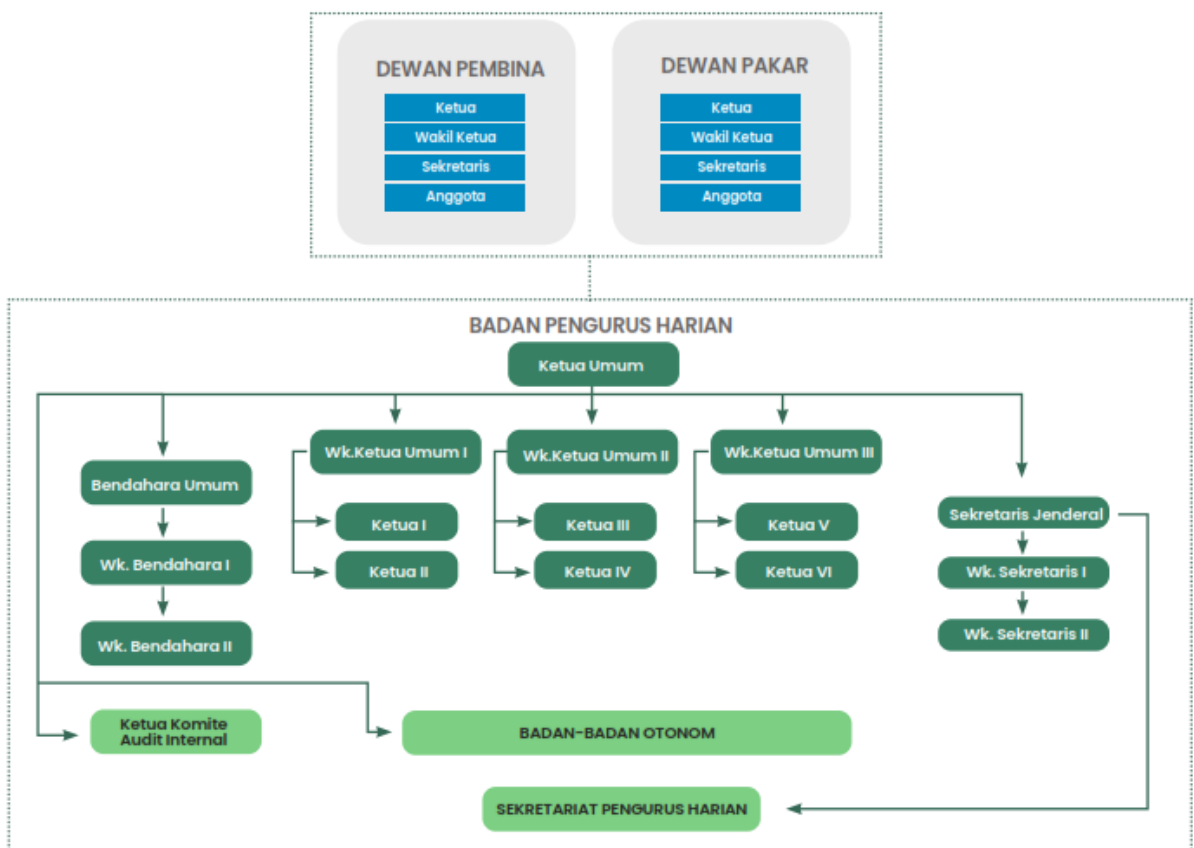 DEWAN PEMBINA
Ketua
Wakil Ketua
Sekretaris
Anggota
DEWAN PAKAR
Ketua
Wakil Ketua
Sekretaris
Anggota
BADAN PENGURUS HARIAN
Ketua Umum
Bendahara Umum
Wk. Bendahara I
Wk. Bendahara II
Wk.Ketua Umum I
Ketua I
Ketua II
Wk.Ketua Umum II
Ketua III
Ketua IV
Wk.Ketua Umum III
Ketua V
Ketua VI
Sekretaris Jenderal
Wk. Sekretaris I
Wk. Sekretaris II
Ketua Komite
Audit Internal
BADAN-BADAN OTONOM
SEKRETARIAT PENGURUS HARIAN